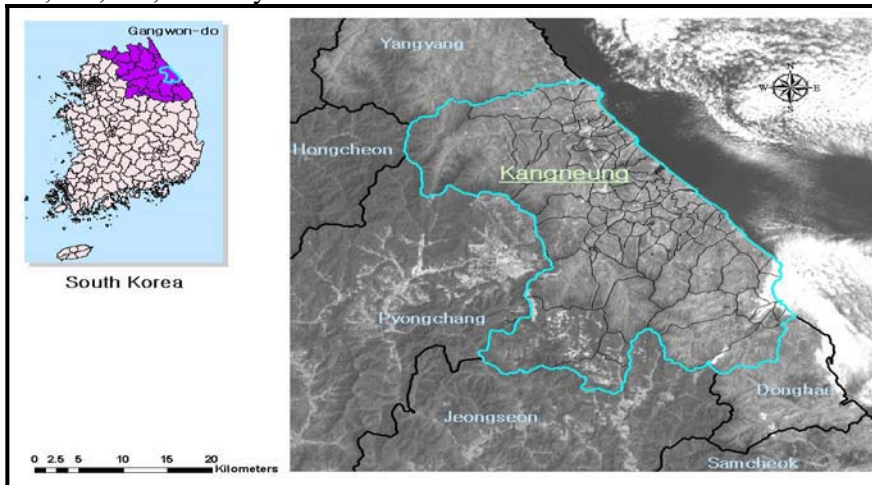 Gangwon-do
South Korea
0 2.5 5 10 15 20
Kilometers
Yangyang
N
W E
S
Hongcheon
Kangneung
Pyongchang
Donghae
Jeongseon
Samcheok